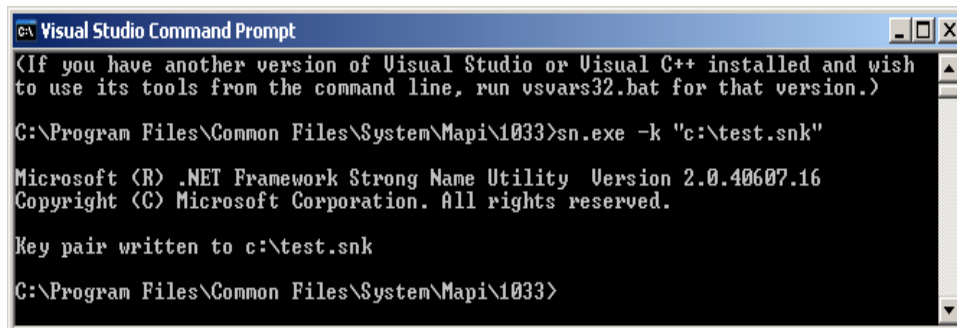 Visual Studio Command Prompt
(If you have another version of Visual Studio or Visual C++ installed and wish
to use its tools from the command line, run vsvars32.bat for that version.)
C:\Program Files\Common Files\System\Mapi\1033>sn.exe -k "c:\test.snk"
Microsoft (R) .NET Framework Strong Name Utility  Version 2.0.40607.16
Copyright (C) Microsoft Corporation. All rights reserved.
Key pair written to c:\test.snk
C:\Program Files\Common Files\System\Mapi\1033>